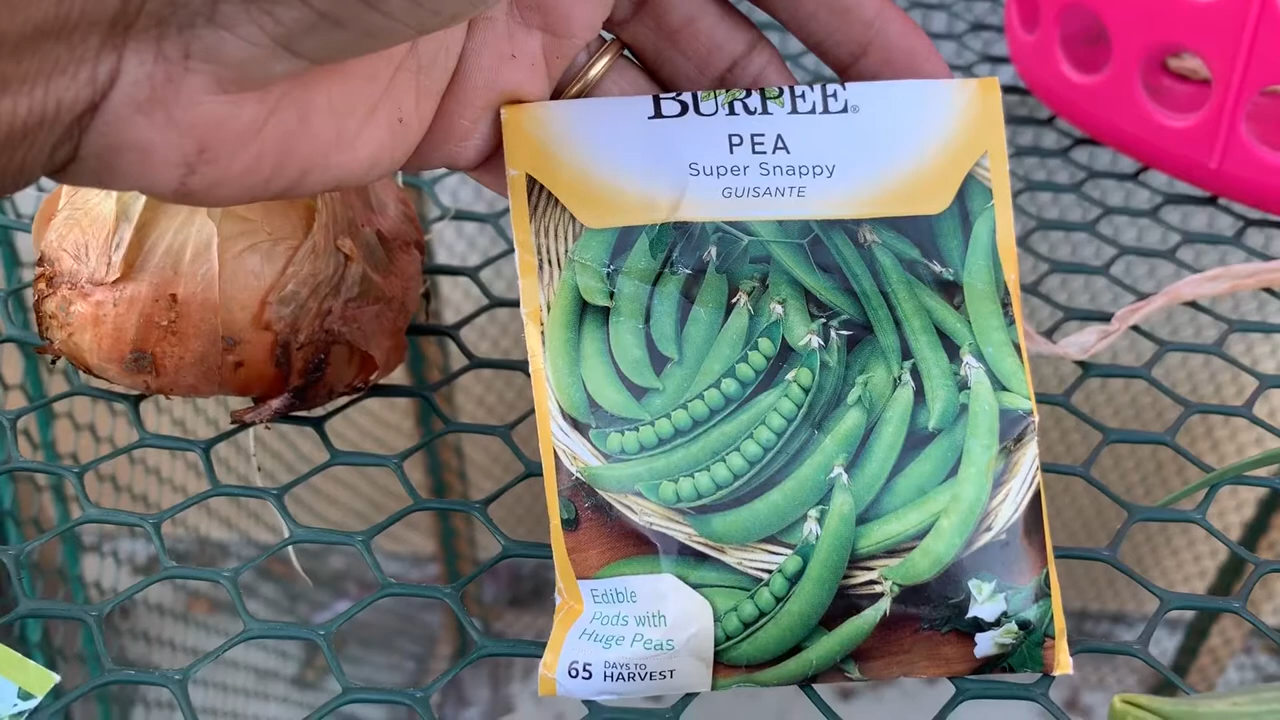 BURPEE®
PEA
Super Snappy
GUISANTE
Edible
Pods with
Huge Peas
65 DAYS TO
HARVEST